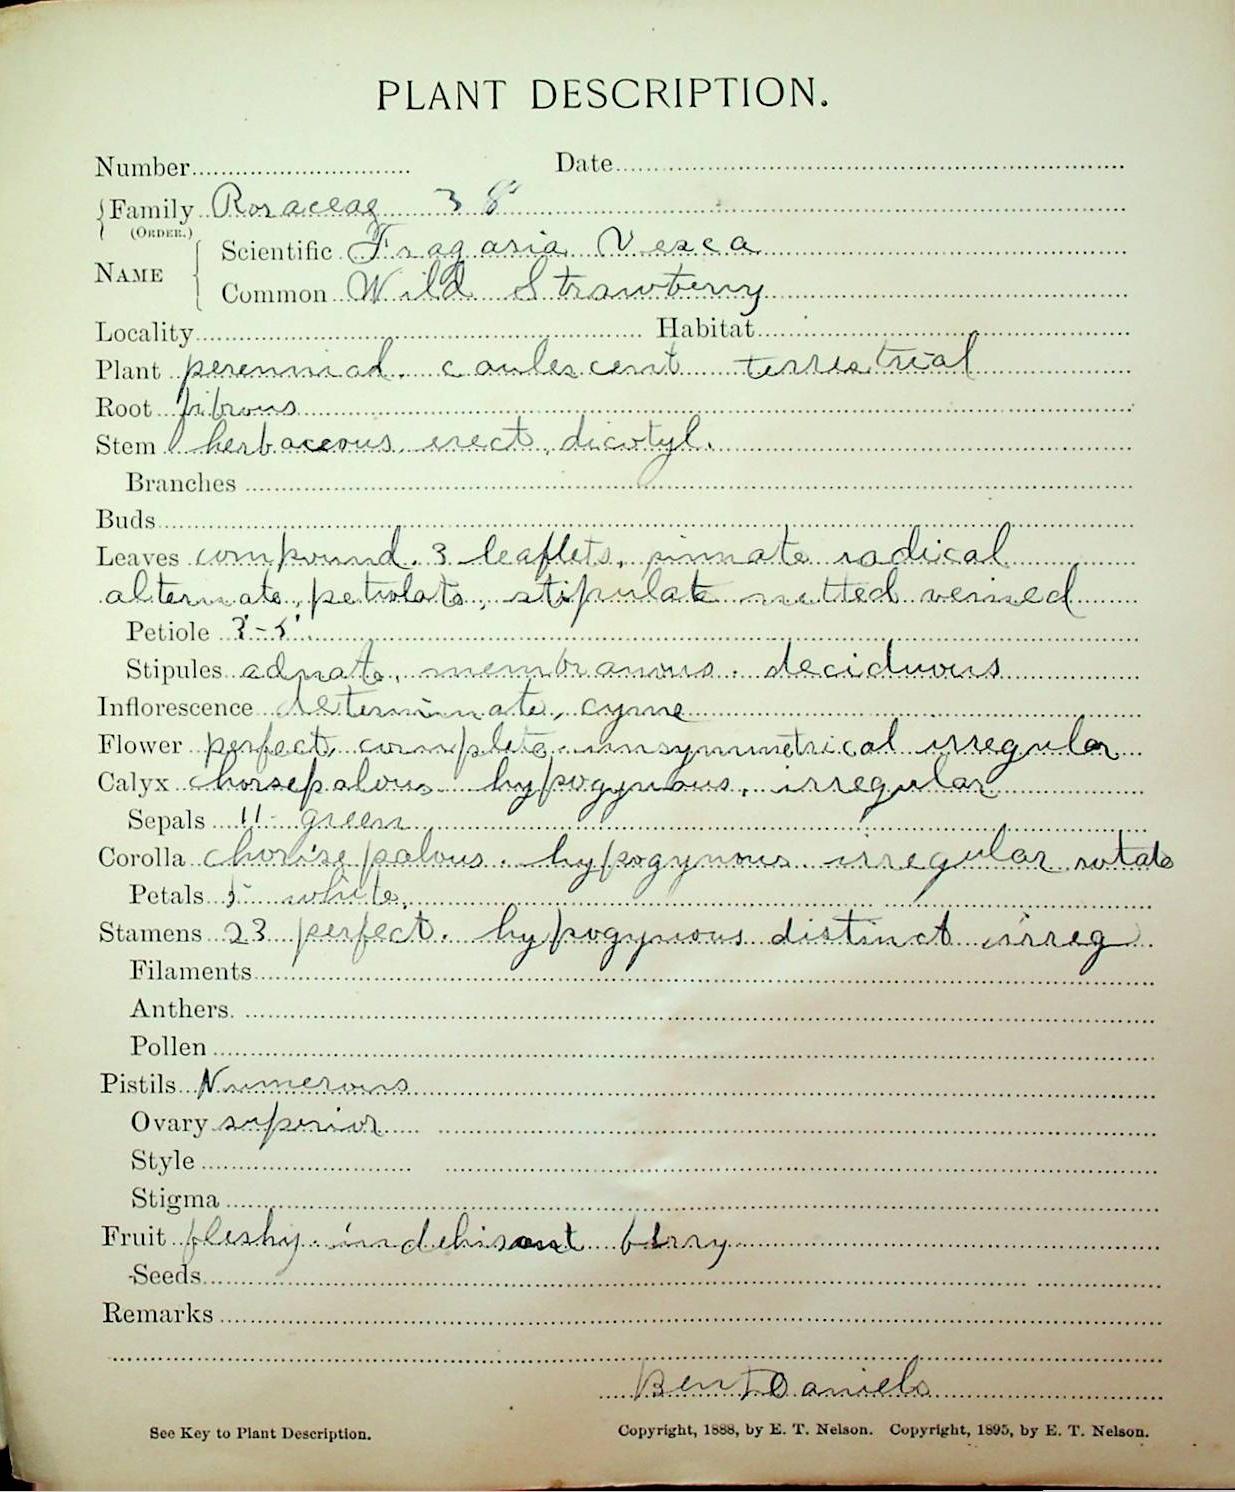 PLANT DESCRIPTION.
Number Date
Family Rosaceae 38
(ORDER.)
Scientific Fragaria Vesca
NAME
Common Wild Strawberry
Locality Habitat
Plant perennial. caulescent terrestrial
Root fibrous
Stem herbaceous, erect, dicotyl.
Branches
Buds
Leaves compound. 3 leaflets, pinnate radical
alternate, petiolate, stipulate netted veined
Petiole
Stipules adnate, membranous. deciduous
Inflorescence determinate, cyme
Flower perfect, complete. unsymmetrical irregular
Calyx chorsepalous hypogynous, irregular
Sepals 11 green
Corolla chorisepalous. hypogynous irregular rotate
Petals 5 white,
Stamens 23 perfect. hypogynous distinct irreg
Filaments
Anthers.
Pollen
Pistils Numerous
Ovary superior
Style
Stigma
Fruit fleshy. indehiscent berry
Seeds
Remarks
Ben Daniels
See Key to Plant Description. Copyright, 1888, by E. T. Nelson. Copyright, 1895, by E. T. Nelson.